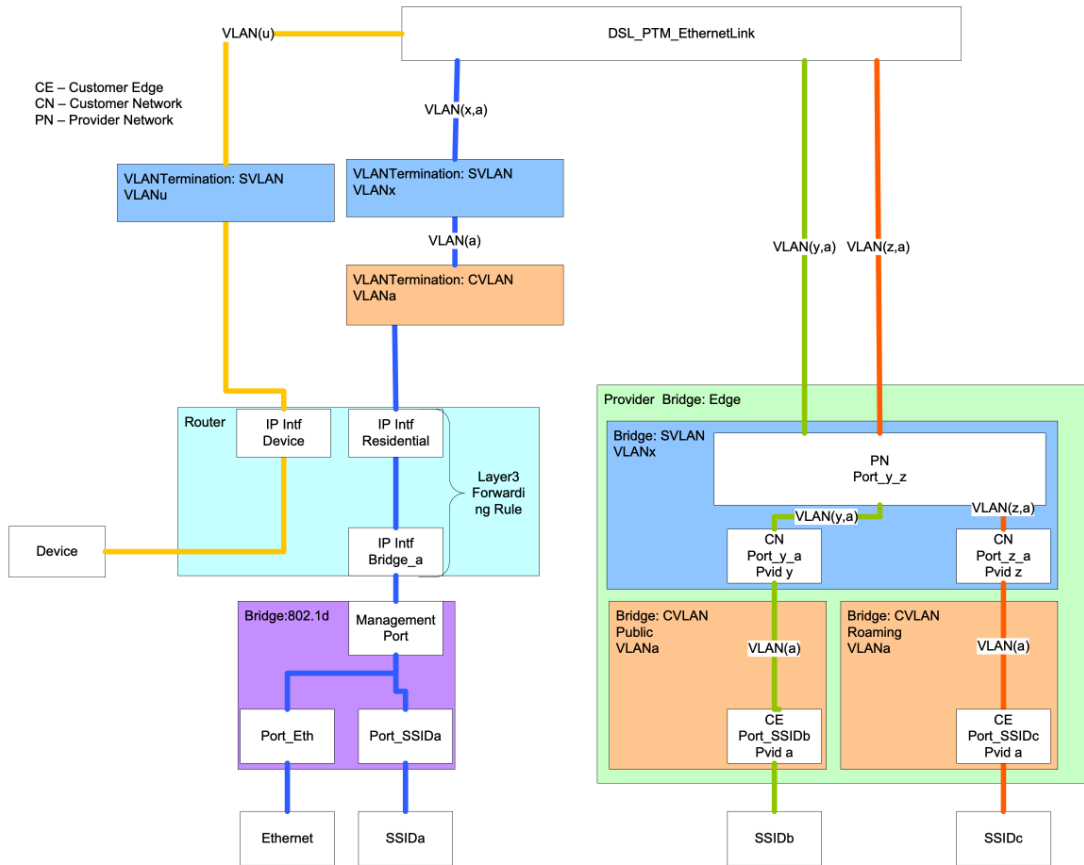 DSL_PTM_EthernetLink
VLAN(u)
CE – Customer Edge
CN – Customer Network
PN – Provider Network
VLAN(x,a)
VLANTermination: SVLAN
VLANu
VLANTermination: SVLAN
VLANx
VLAN(a)
VLAN(y,a)
VLAN(z,a)
VLANTermination: CVLAN
VLANa
Router
IP Intf
Device
IP Intf
Residential
Layer3
Forwardi
ng Rule
IP Intf
Bridge_a
Device
Bridge:802.1d
Management
Port
Port_Eth
Port_SSIDa
Ethernet
SSIDa
Provider Bridge: Edge
Bridge: SVLAN
VLANx
PN
Port_y_z
VLAN(y,a)
VLAN(z,a)
CN
Port_y_a
Pvid y
CN
Port_z_a
Pvid z
Bridge: CVLAN
Public
VLANa
Bridge: CVLAN
Roaming
VLANa
VLAN(a)
VLAN(a)
CE
Port_SSIDb
Pvid a
CE
Port_SSIDc
Pvid a
SSIDb
SSIDc